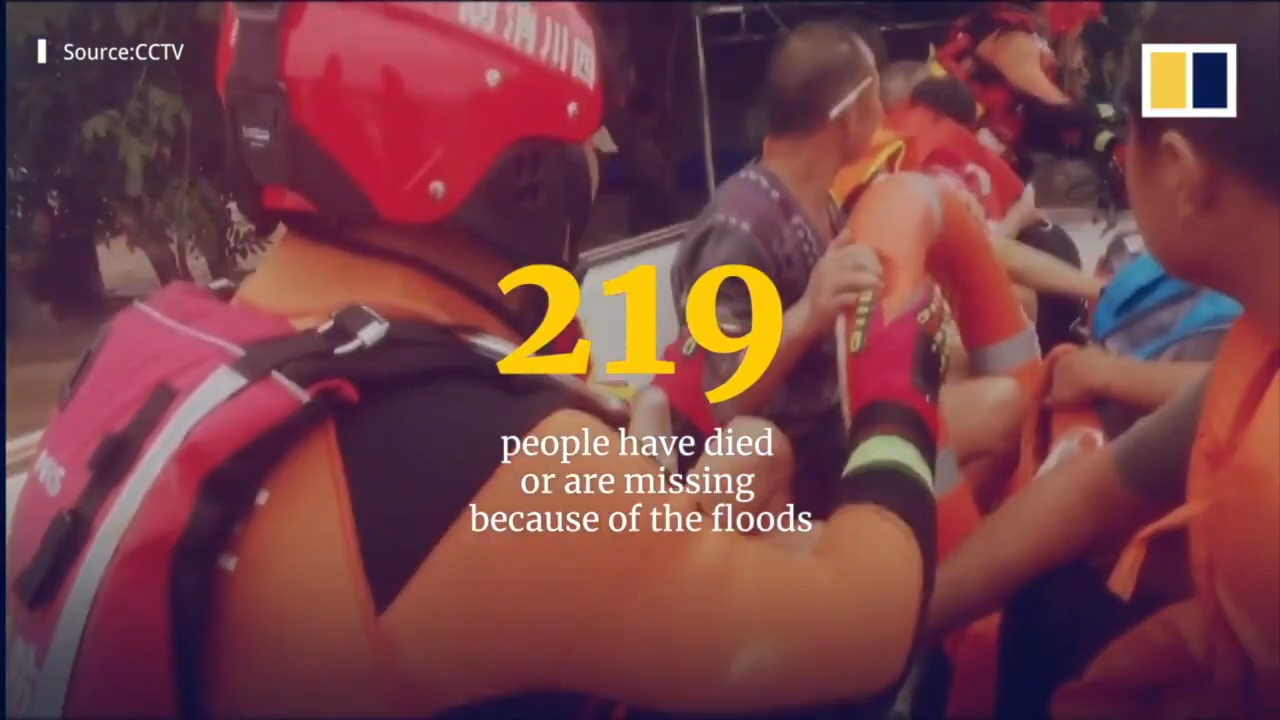 Source:CCTV
219
people have died
or are missing
because of the floods